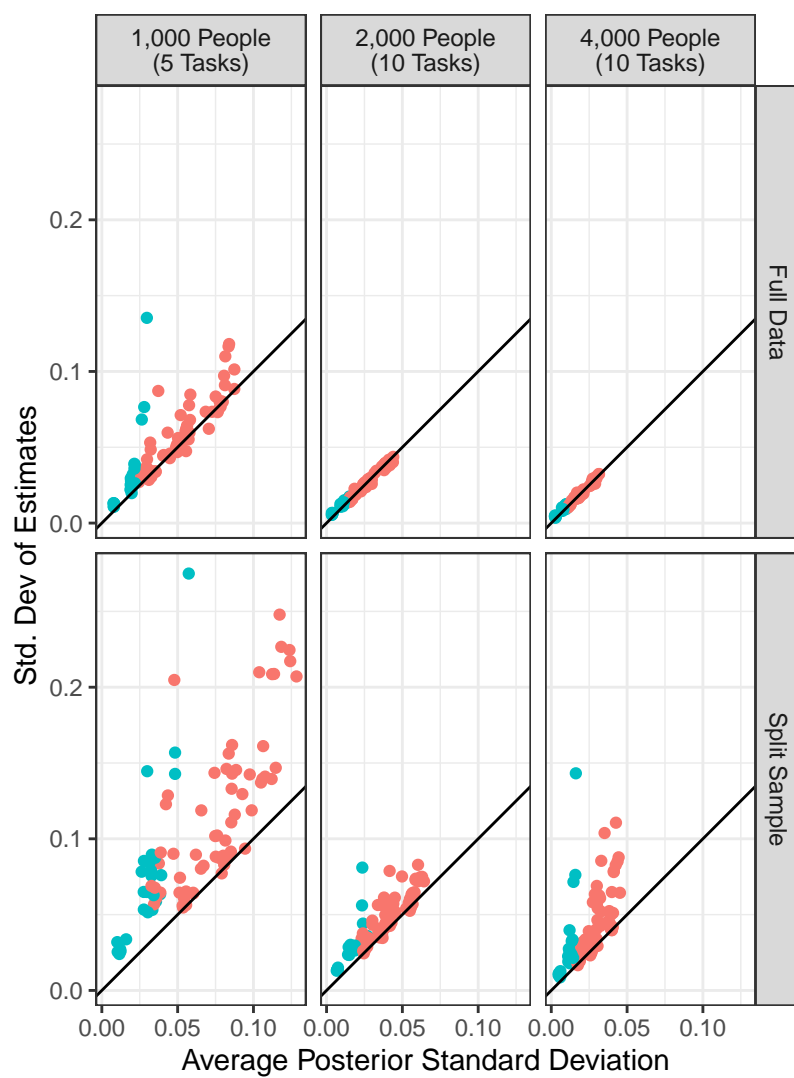 1,000 People
(5 Tasks)
2,000 People
(10 Tasks)
4,000 People
(10 Tasks)
Full Data
Split Sample
Std. Dev of Estimates
0.2
0.1
0.0
0.2
0.1
0.0
0.00
0.05
0.10
0.00
0.05
0.10
0.00
0.05
0.10
Average Posterior Standard Deviation